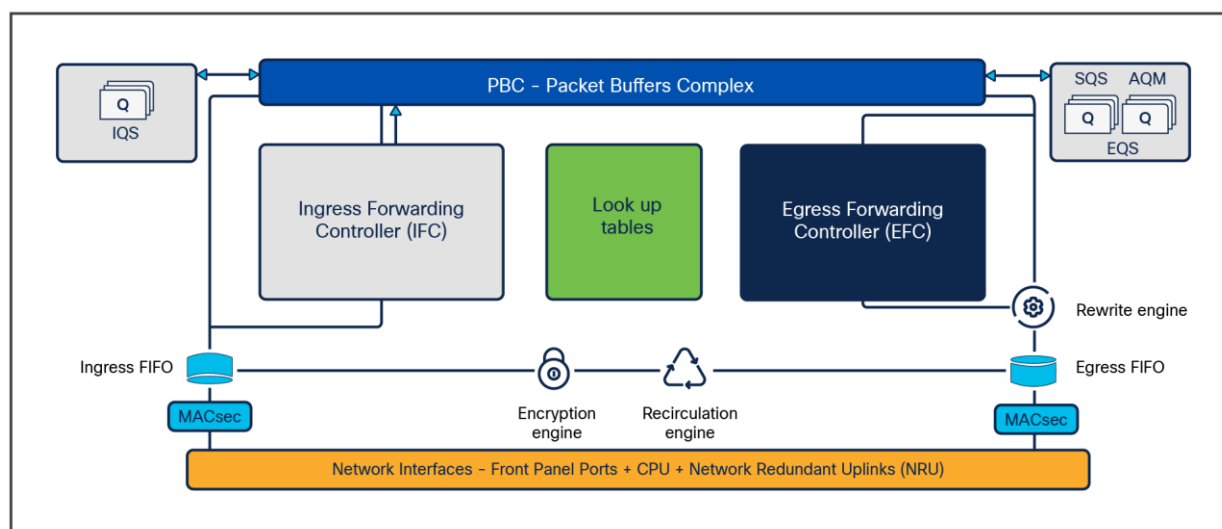 PBC - Packet Buffers Complex
Q
IQS
SQS AQM
Q Q
EQS
Ingress Forwarding
Controller (IFC)
Look up
tables
Egress Forwarding
Controller (EFC)
Rewrite engine
Ingress FIFO
Egress FIFO
MACsec
Encryption
engine
Recirculation
engine
MACsec
Network Interfaces - Front Panel Ports + CPU + Network Redundant Uplinks (NRU)